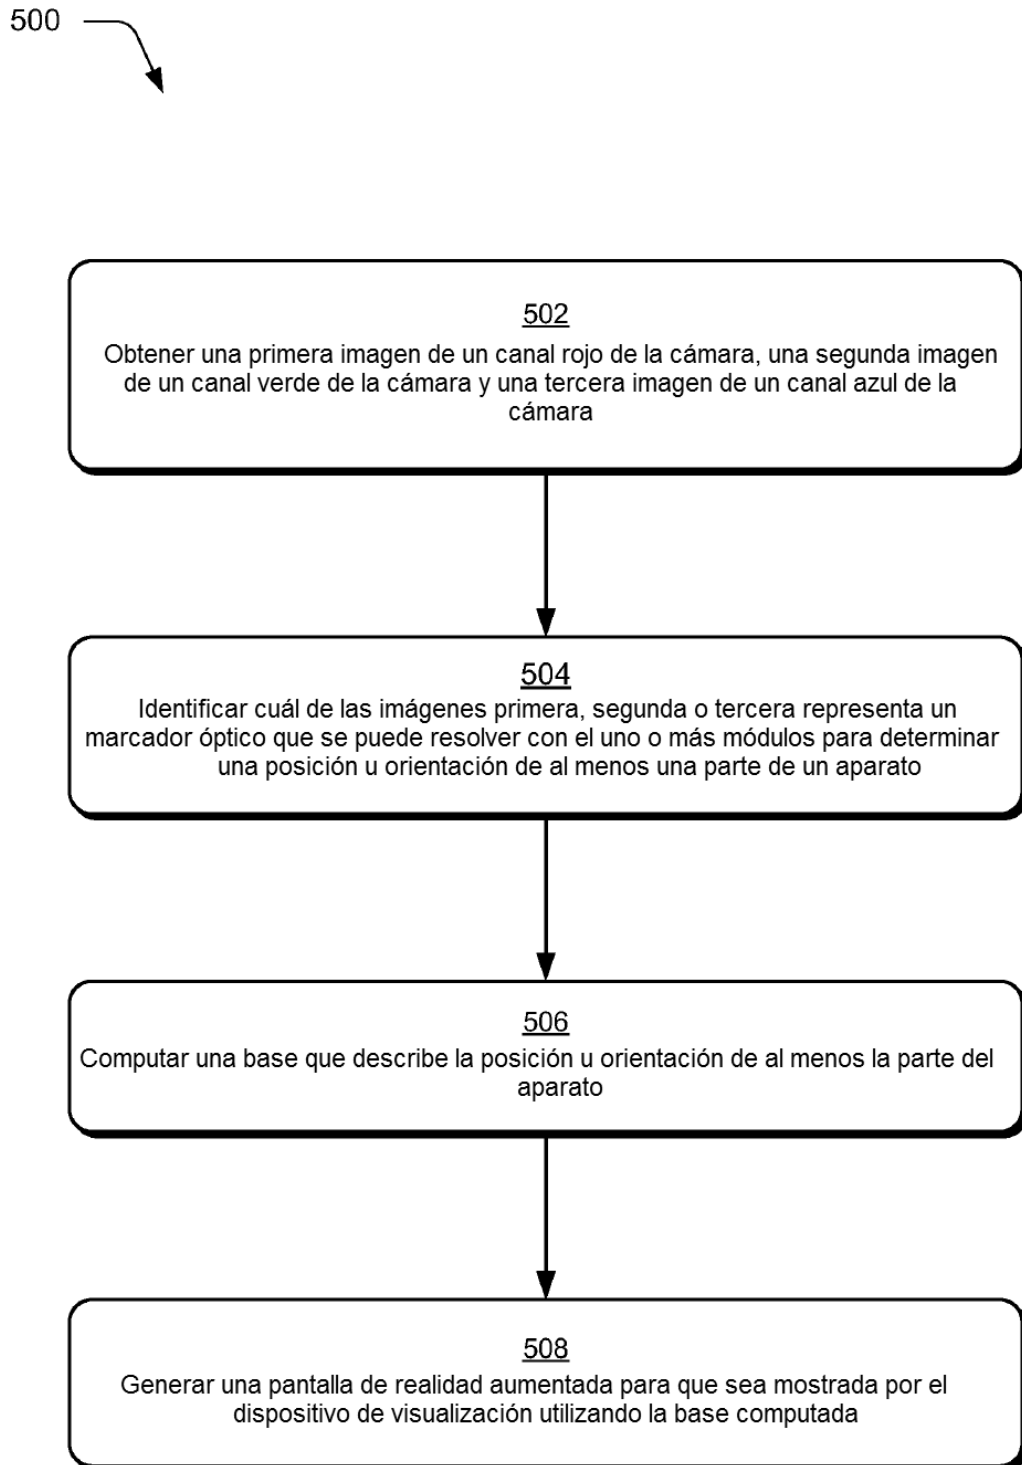 500
502
Obtener una primera imagen de un canal rojo de la cámara, una segunda imagen
de un canal verde de la cámara y una tercera imagen de un canal azul de la
cámara
504
Identificar cuál de las imágenes primera, segunda o tercera representa un
marcador óptico que se puede resolver con el uno o más módulos para determinar
una posición u orientación de al menos una parte de un aparato
506
Computar una base que describe la posición u orientación de al menos la parte del
aparato
508
Generar una pantalla de realidad aumentada para que sea mostrada por el
dispositivo de visualización utilizando la base computada